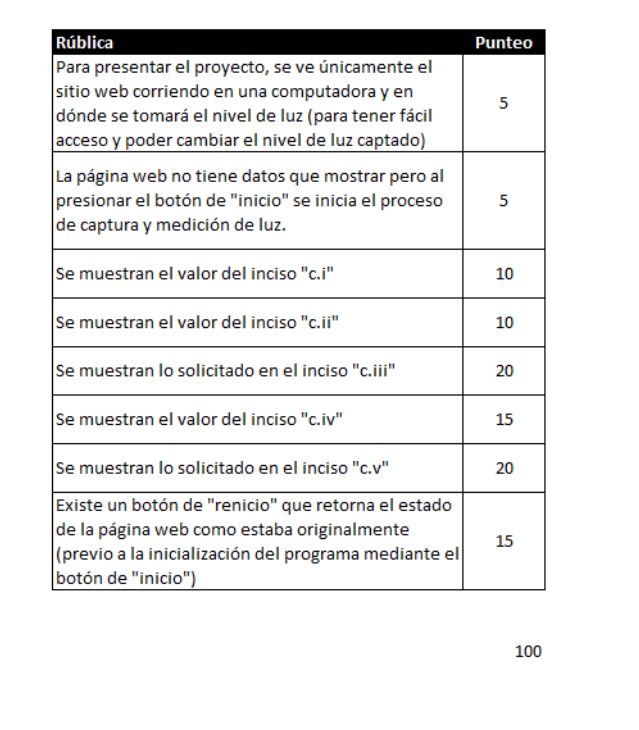 Rública Punteo
Para presentar el proyecto, se ve únicamente el
sitio web corriendo en una computadora y en
dónde se tomará el nivel de luz (para tener fácil
acceso y poder cambiar el nivel de luz captado)
5
La página web no tiene datos que mostrar pero al
presionar el botón de "inicio" se inicia el proceso
de captura y medición de luz.
5
Se muestran el valor del inciso "c.i" 10
Se muestran el valor del inciso "c.ii" 10
Se muestran lo solicitado en el inciso "c.iii" 20
Se muestran el valor del inciso "c.iv" 15
Se muestran lo solicitado en el inciso "c.v" 20
Existe un botón de "renicio" que retorna el estado
de la página web como estaba originalmente
(previo a la inicialización del programa mediante el
botón de "inicio")
15
100